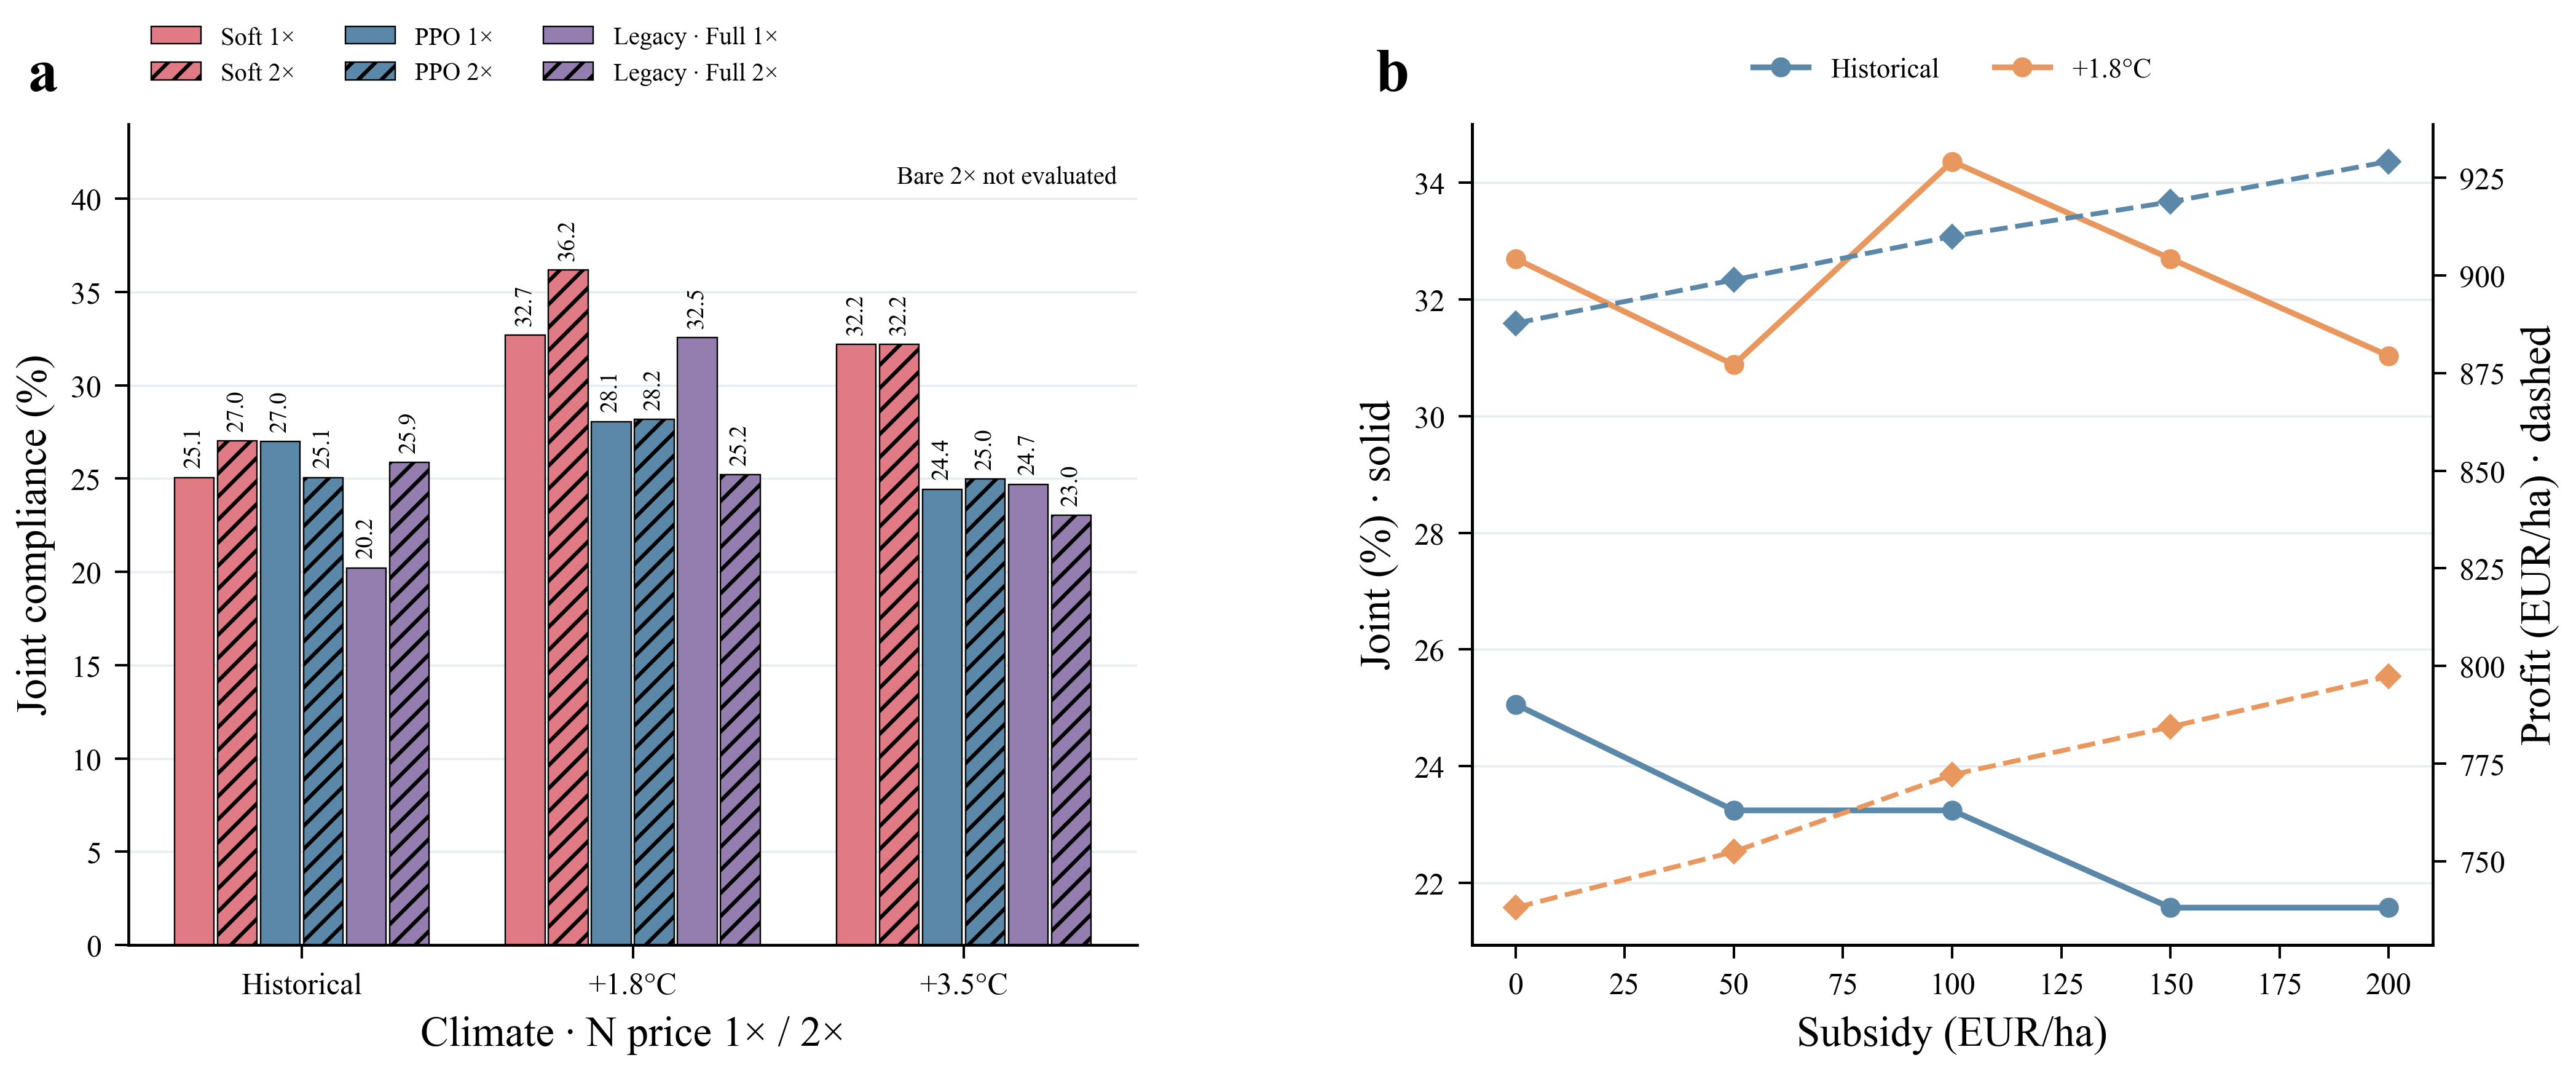 a
Soft 1×
PPO 1×
Legacy · Full 1×
Soft 2×
PPO 2×
Legacy · Full 2×
Bare 2× not evaluated
Joint compliance (%)
40
35
30
25
20
15
10
5
0
25.1
27.0
27.0
25.1
20.2
25.9
32.7
36.2
28.1
28.2
32.5
25.2
32.2
32.2
24.4
25.0
24.7
23.0
Historical
+1.8°C
+3.5°C
Climate · N price 1× / 2×
b
Historical
+1.8°C
Joint (%) · solid
34
32
30
28
26
24
22
925
900
875
850
825
800
775
750
Profit (EUR/ha) · dashed
0
25
50
75
100
125
150
175
200
Subsidy (EUR/ha)